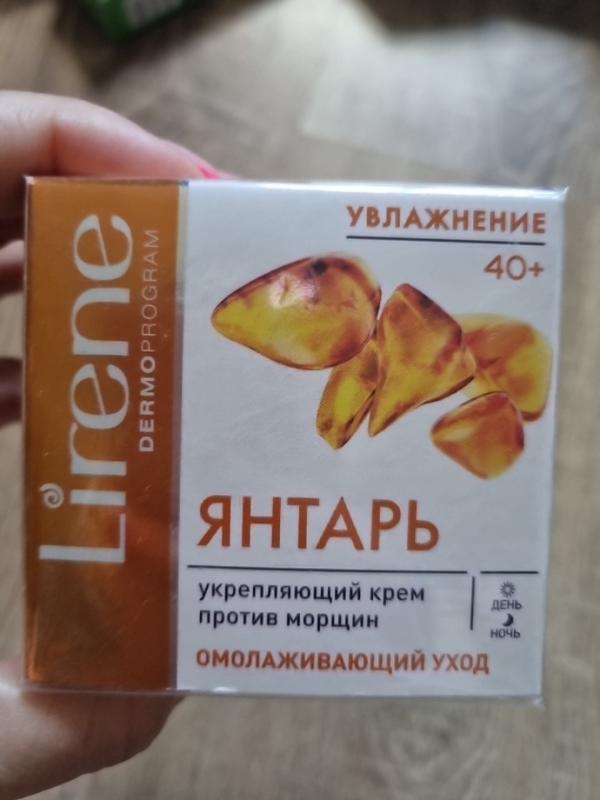 Lirene
DERMOPROGRAM
УВЛАЖНЕНИЕ
40+
ЯНТАРЬ
укрепляющий крем
против морщин
ДЕНЬ
НОЧЬ
ОМОЛАЖИВАЮЩИЙ УХОД